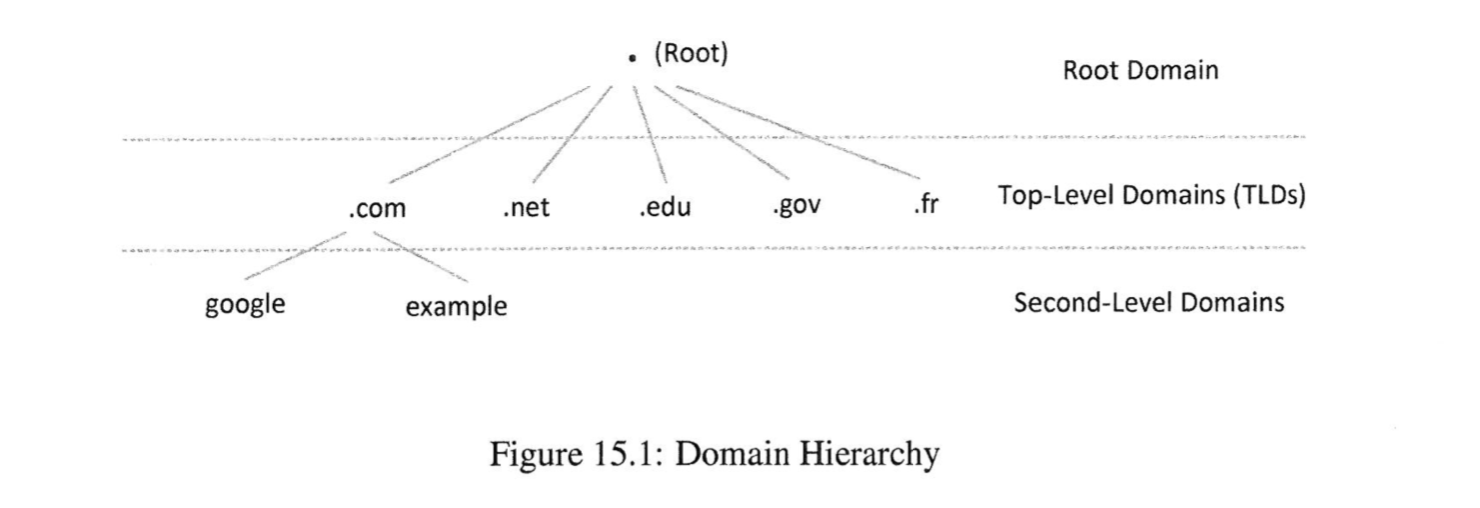 . (Root)
Root Domain
.com .net .edu .gov .fr
Top-Level Domains (TLDs)
google example
Second-Level Domains
Figure 15.1: Domain Hierarchy